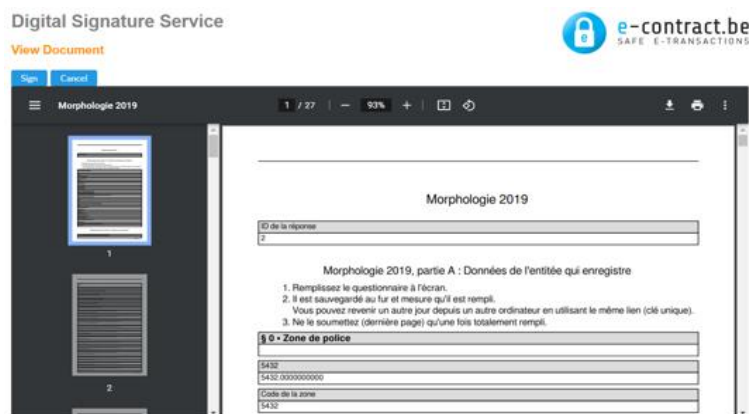 Digital Signature Service
e-contract.be
SAFE E-TRANSACTIONS
View Document
Sign Cancel
Morphologie 2019 1 / 27 − 93% +
1
2
Morphologie 2019
ID de la réponse
2
Morphologie 2019, partie A : Données de l'entitée qui enregistre
1. Remplissez le questionnaire à l'écran.
2. Il est sauvegardé au fur et mesure qu'il est rempli.
Vous pouvez revenir un autre jour depuis un autre ordinateur en utilisant le même lien (clé unique).
3. Ne le soumettez (dernière page) qu'une fois totalement rempli.
§ 0 • Zone de police
5432
5432.0000000000
Code de la zone
5432